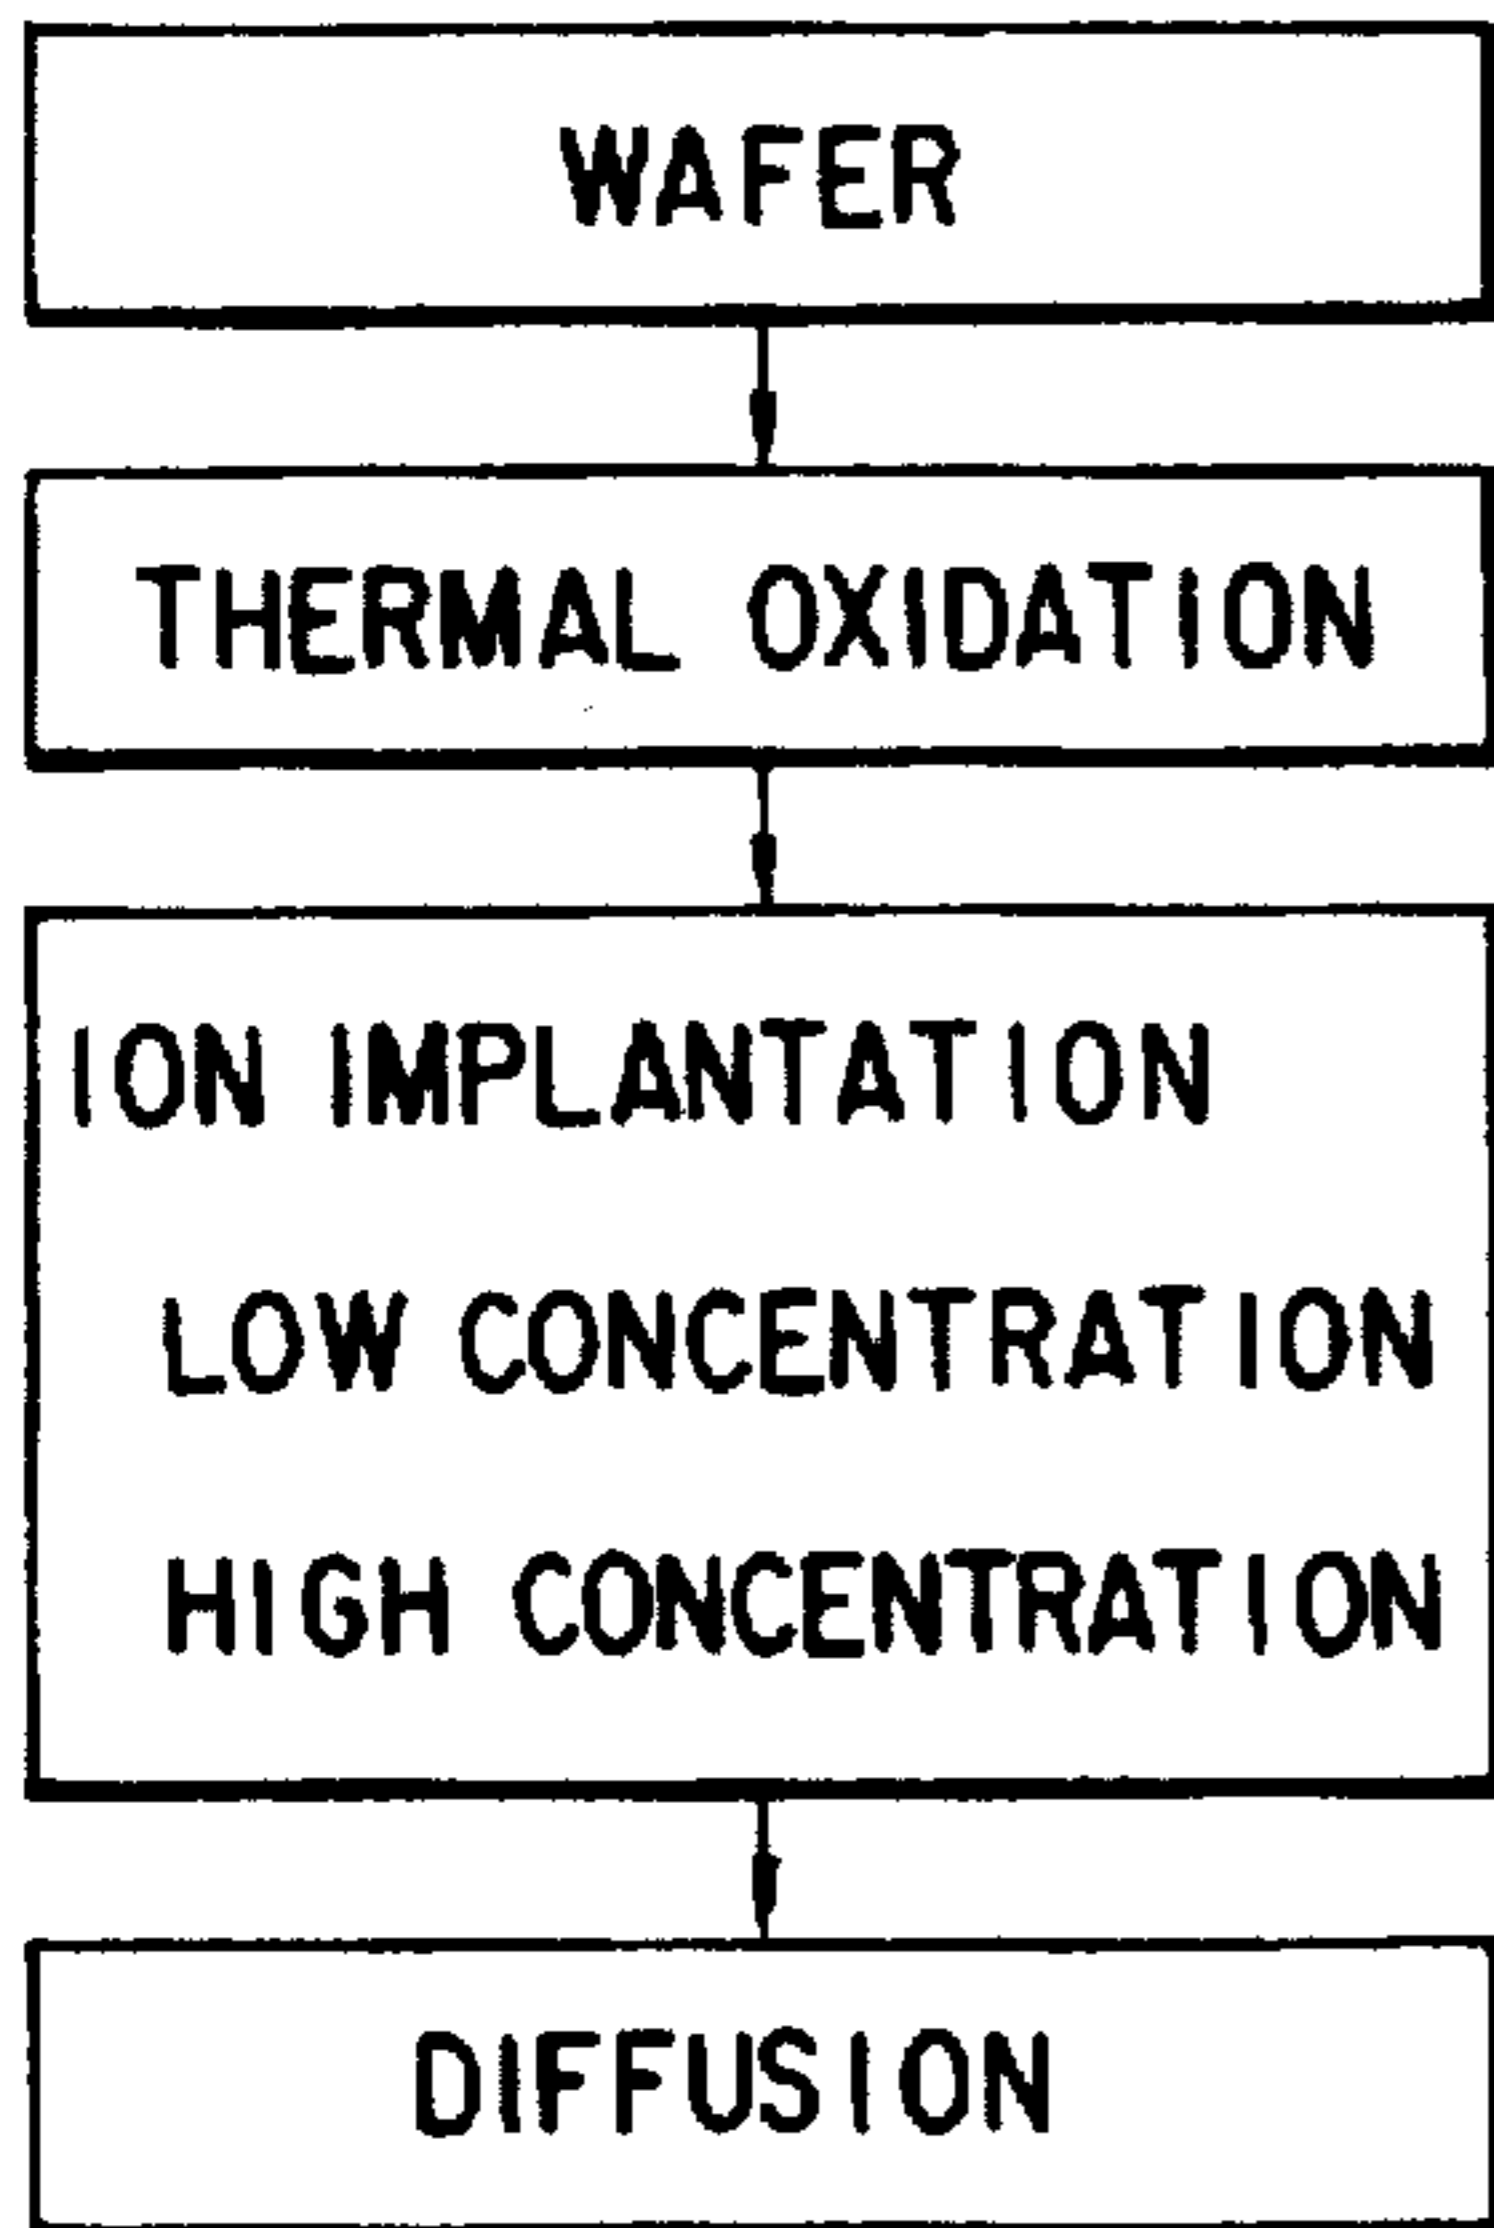 WAFER
THERMAL OXIDATION
ION IMPLANTATION
LOW CONCENTRATION
HIGH CONCENTRATION
DIFFUSION